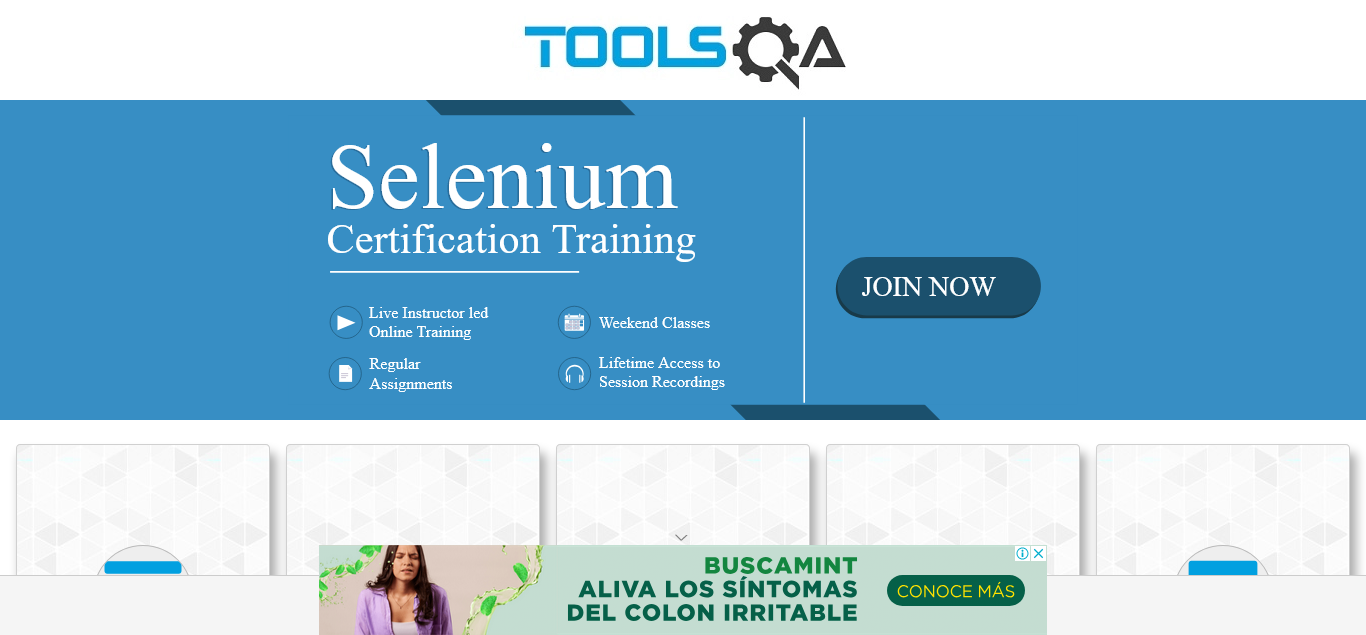 TOOLSQA
Selenium
Certification Training
Live Instructor led
Online Training
Weekend Classes
Regular
Assignments
Lifetime Access to
Session Recordings
JOIN NOW
BUSCAMINT
ALIVA LOS SÍNTOMAS
DEL COLON IRRITABLE
CONOCE MÁS